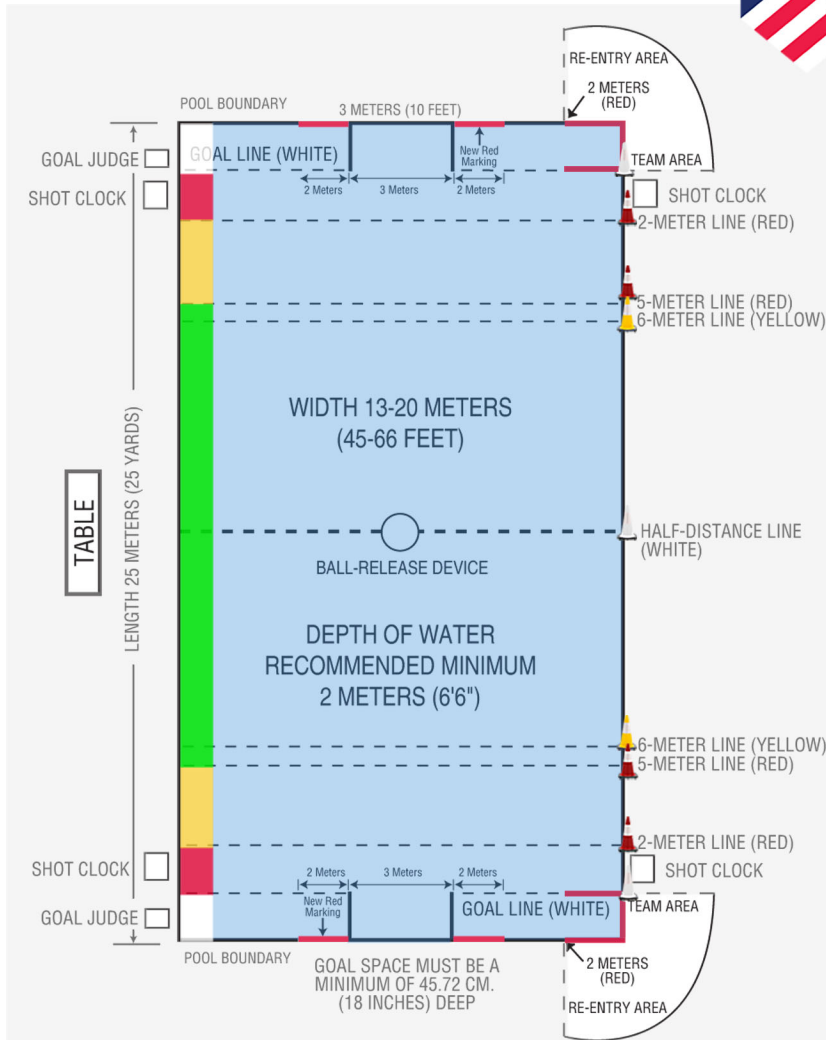 RE-ENTRY AREA
2 METERS
(RED)
POOL BOUNDARY
3 METERS (10 FEET)
GOAL JUDGE
GOAL LINE (WHITE)
New Red
Marking
TEAM AREA
2 Meters
3 Meters
2 Meters
SHOT CLOCK
SHOT CLOCK
2-METER LINE (RED)
5-METER LINE (RED)
6-METER LINE (YELLOW)
WIDTH 13-20 METERS
(45-66 FEET)
TABLE
LENGTH 25 METERS (25 YARDS)
HALF-DISTANCE LINE
(WHITE)
BALL-RELEASE DEVICE
DEPTH OF WATER
RECOMMENDED MINIMUM
2 METERS (6'6")
6-METER LINE (YELLOW)
5-METER LINE (RED)
2-METER LINE (RED)
SHOT CLOCK
2 Meters
3 Meters
2 Meters
SHOT CLOCK
New Red
Marking
GOAL LINE (WHITE)
TEAM AREA
GOAL JUDGE
POOL BOUNDARY
GOAL SPACE MUST BE A
MINIMUM OF 45.72 CM.
(18 INCHES) DEEP
2 METERS
(RED)
RE-ENTRY AREA